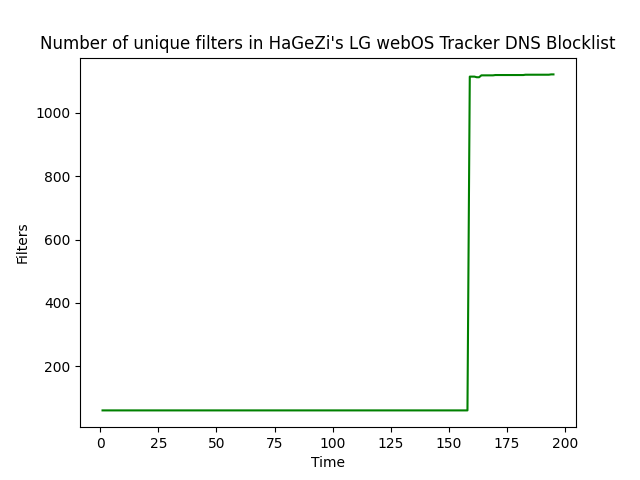 Number of unique filters in HaGeZi's LG webOS Tracker DNS Blocklist
1000
800
600
400
200
Filters
0 25 50 75 100 125 150 175 200
Time